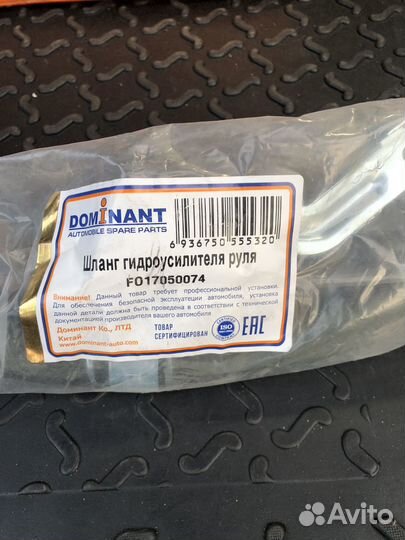 DOMINANT
AUTOMOBILE SPARE PARTS
6 936750 555320
Шланг гидроусилителя руля
FO17050074
Внимание! Данный товар требует профессиональной установки.
Для обеспечения безопасной эксплуатации автомобиля, установка
данной детали должна быть проведена в соответствии с технической
документацией производителя вашего автомобиля
Доминант Ко., ЛТД
Китай
www.dominant-auto.com
ТОВАР
СЕРТИФИЦИРОВАН
ISO
EAC
Avito